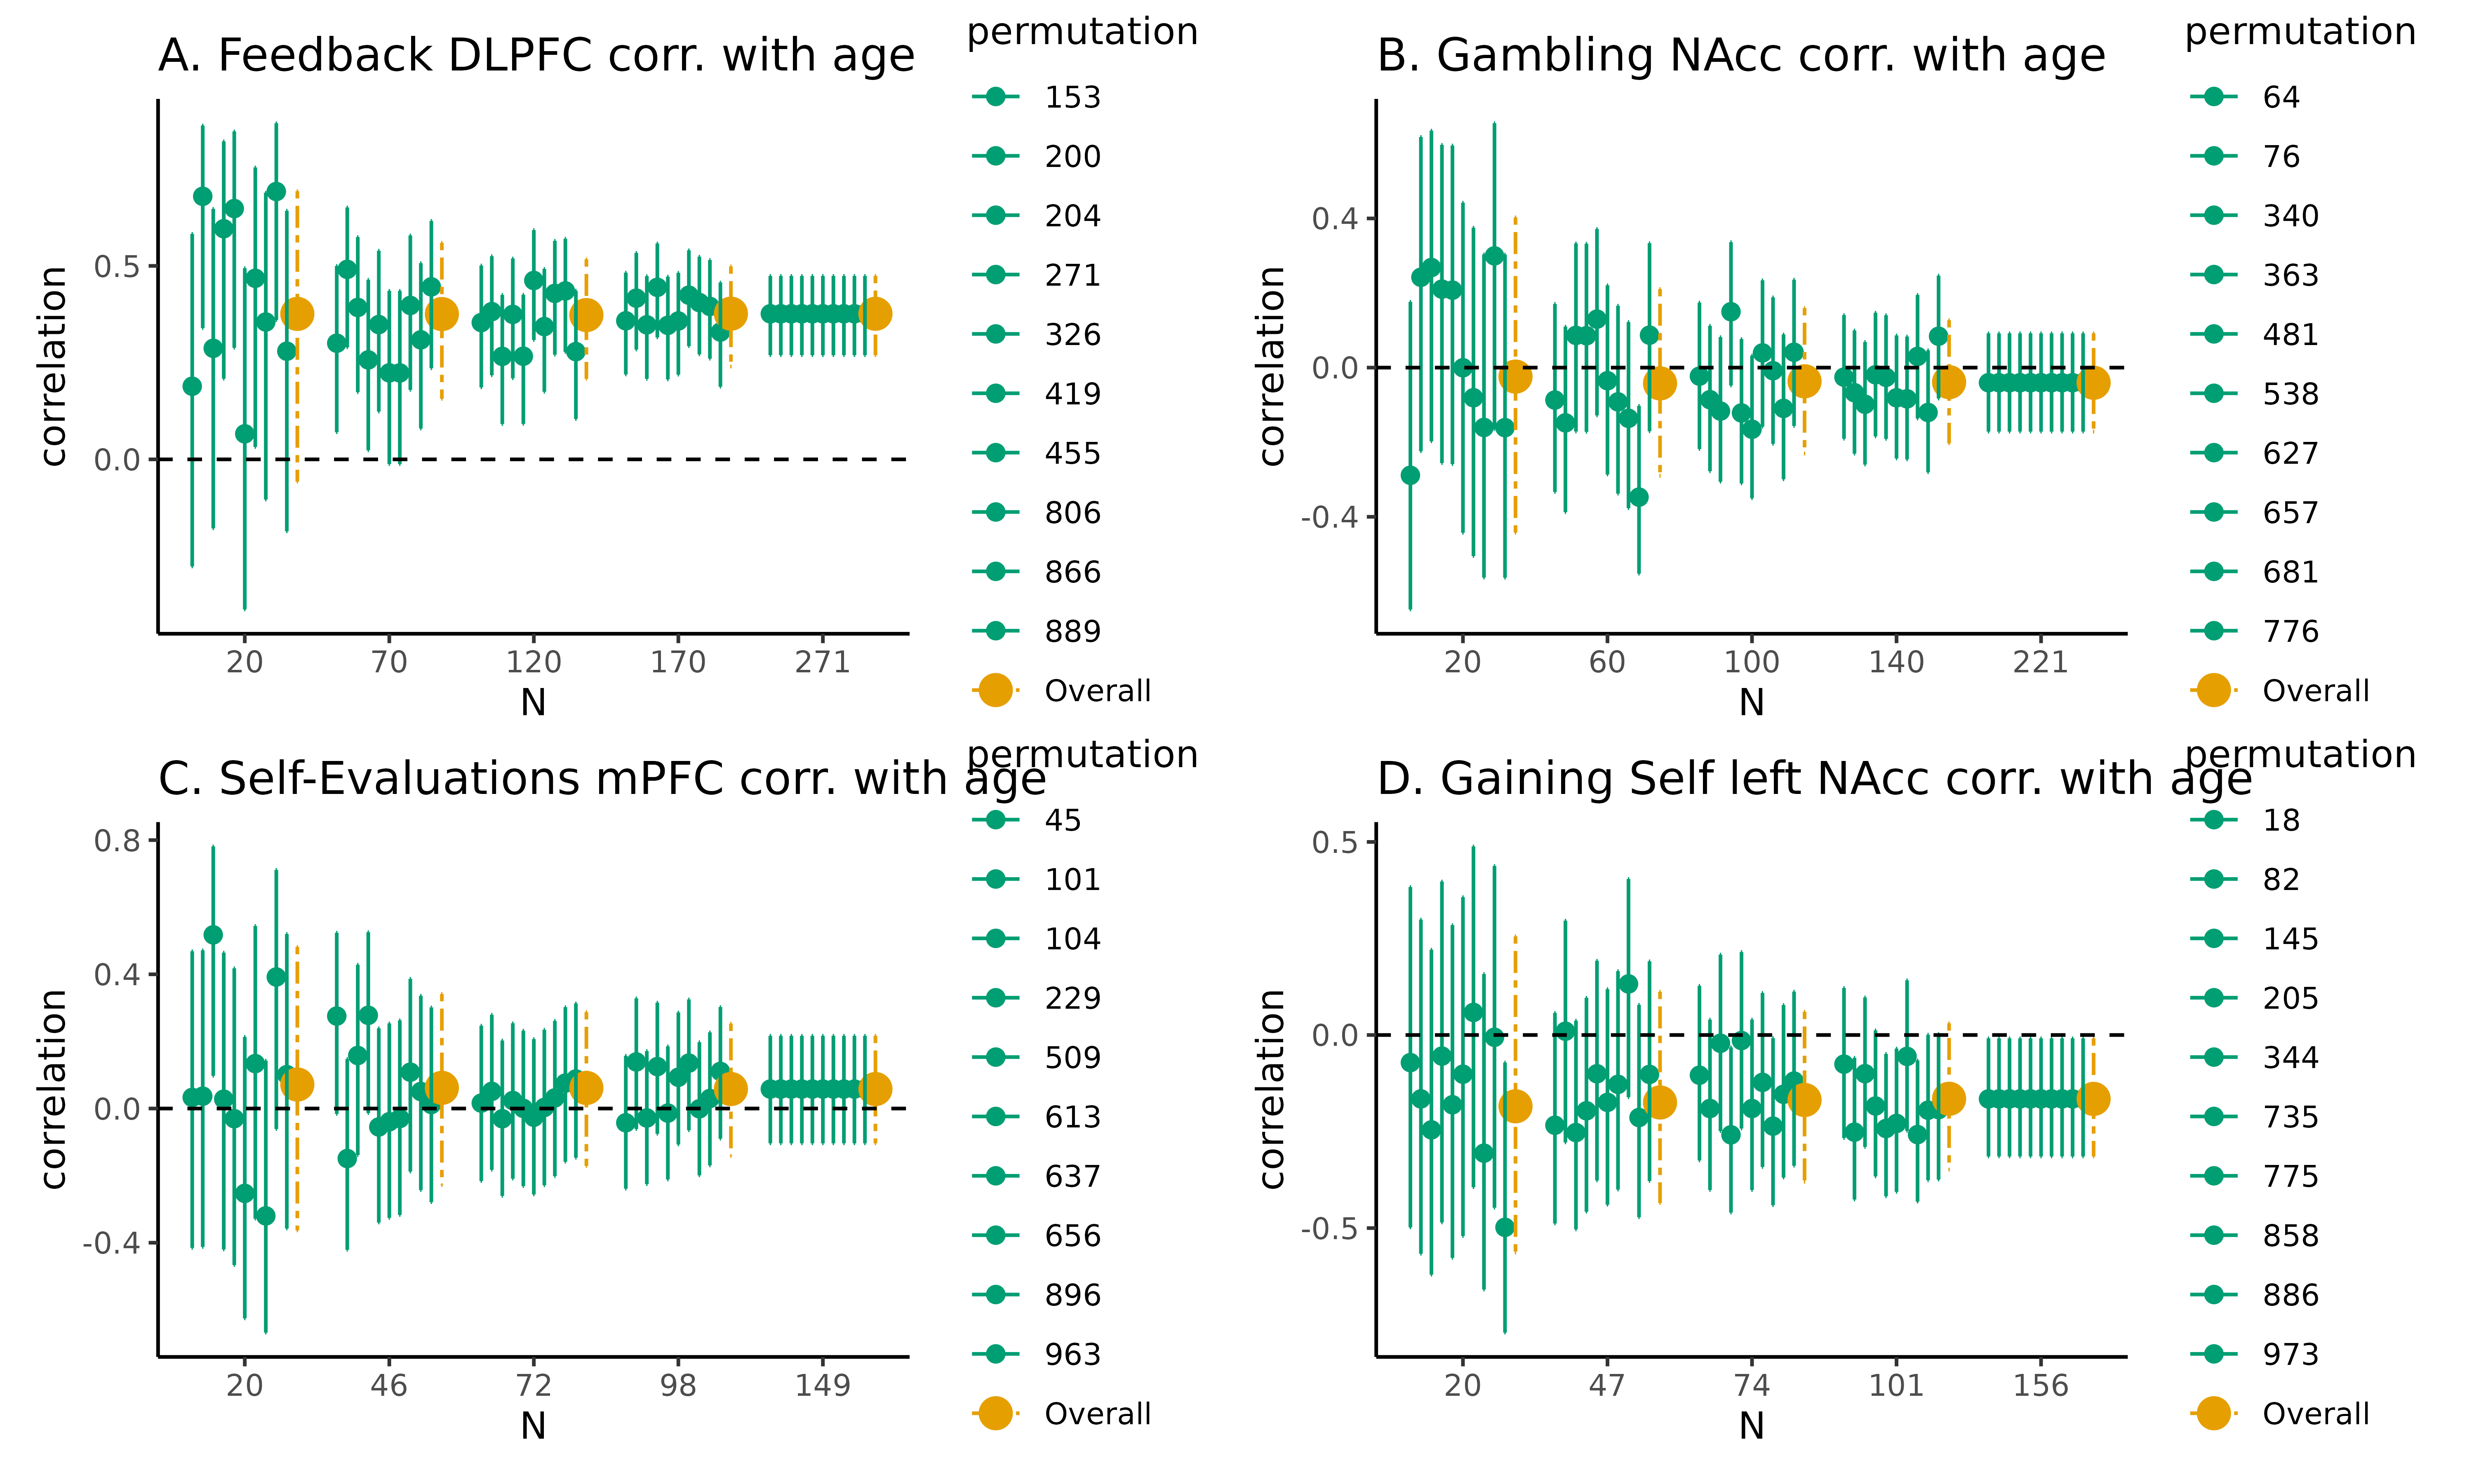 A. Feedback DLPFC corr. with age
correlation
0.5
0.0
20 70 120 170 271
N
permutation
153
200
204
271
326
419
455
806
866
889
Overall
B. Gambling NAcc corr. with age
correlation
0.4
0.0
-0.4
20 60 100 140 221
N
permutation
64
76
340
363
481
538
627
657
681
776
Overall
C. Self-Evaluations mPFC corr. with age
correlation
0.8
0.4
0.0
-0.4
20 46 72 98 149
N
permutation
45
101
104
229
509
613
637
656
896
963
Overall
D. Gaining Self left NAcc corr. with age
correlation
0.5
0.0
-0.5
20 47 74 101 156
N
permutation
18
82
145
205
344
735
775
858
886
973
Overall